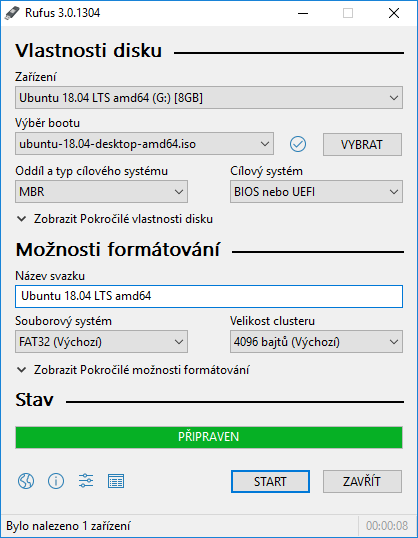 Rufus 3.0.1304
Vlastnosti disku
Zařízení
Ubuntu 18.04 LTS amd64 (G:) [8GB]
Výběr bootu
ubuntu-18.04-desktop-amd64.iso
VYBRAT
Oddíl a typ cílového systému
Cílový systém
MBR
BIOS nebo UEFI
Zobrazit Pokročilé vlastnosti disku
Možnosti formátování
Název svazku
Ubuntu 18.04 LTS amd64
Souborový systém
Velikost clusteru
FAT32 (Výchozí)
4096 bajtů (Výchozí)
Zobrazit Pokročilé možnosti formátování
Stav
PŘIPRAVEN
START
ZAVŘÍT
Bylo nalezeno 1 zařízení
00:00:08